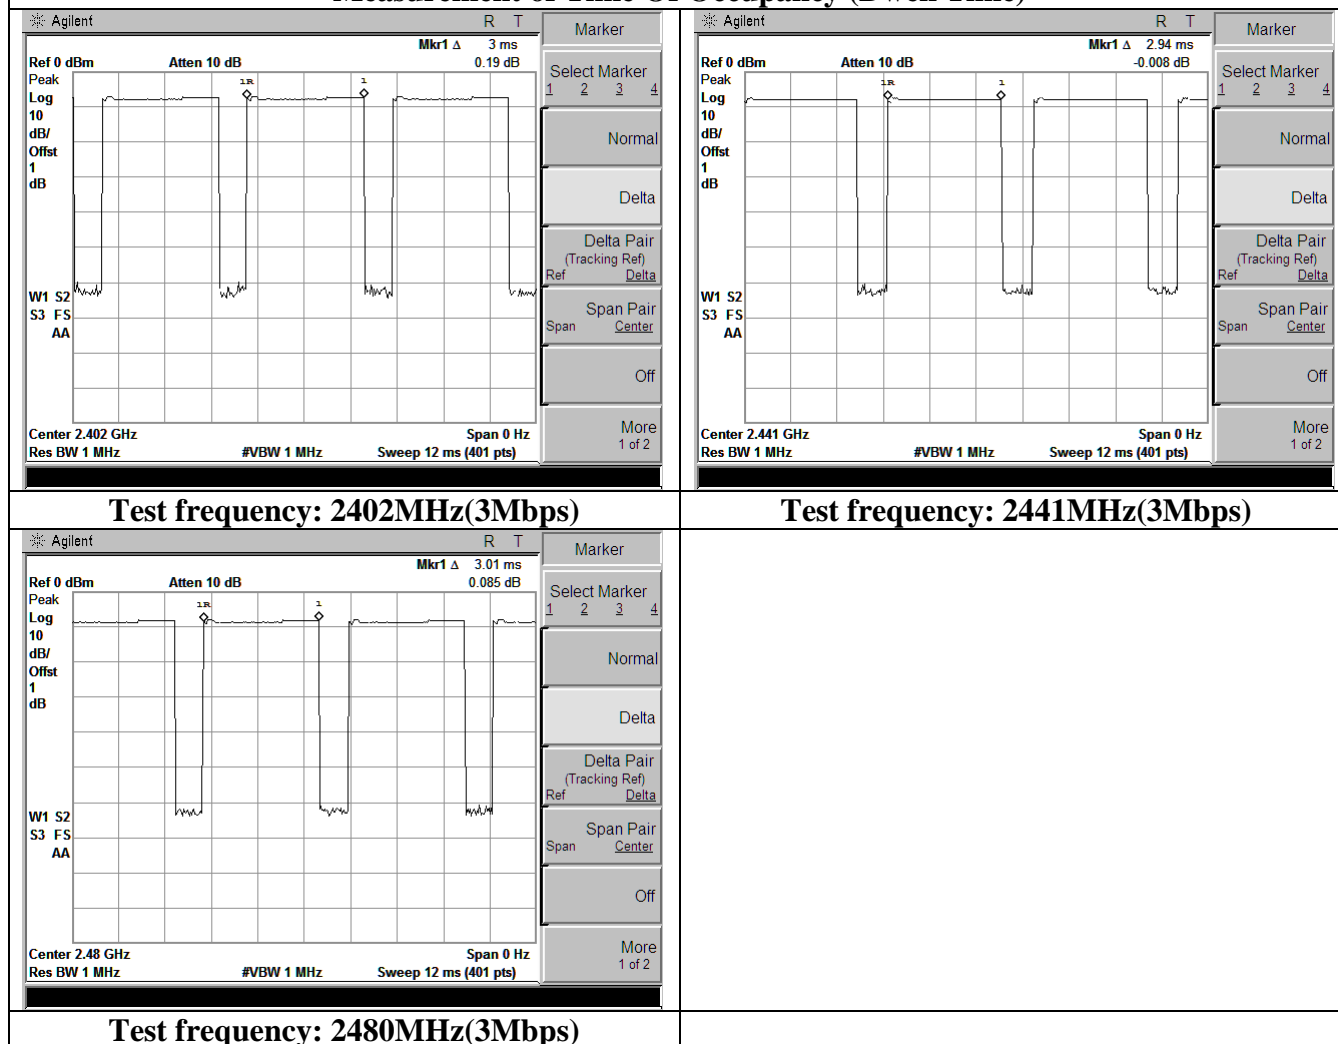 Measurement of Time Of Occupancy (Dwell Time)
Agilent R T
Marker
Mkr1 Δ 3 ms
Ref 0 dBm Atten 10 dB 0.19 dB
Peak
Log
10
dB/
Offst
1
dB
1R 1
W1 S2
S3 FS
AA
Center 2.402 GHz Span 0 Hz
Res BW 1 MHz #VBW 1 MHz Sweep 12 ms (401 pts)
Select Marker
1 2 3 4
Normal
Delta
Delta Pair
(Tracking Ref)
Ref Delta
Span Pair
Span Center
Off
More
1 of 2
Agilent R T
Marker
Mkr1 Δ 2.94 ms
Ref 0 dBm Atten 10 dB -0.008 dB
Peak
Log
10
dB/
Offst
1
dB
1R 1
W1 S2
S3 FS
AA
Center 2.441 GHz Span 0 Hz
Res BW 1 MHz #VBW 1 MHz Sweep 12 ms (401 pts)
Select Marker
1 2 3 4
Normal
Delta
Delta Pair
(Tracking Ref)
Ref Delta
Span Pair
Span Center
Off
More
1 of 2
Test frequency: 2402MHz(3Mbps) Test frequency: 2441MHz(3Mbps)
Agilent R T
Marker
Mkr1 Δ 3.01 ms
Ref 0 dBm Atten 10 dB 0.085 dB
Peak
Log
10
dB/
Offst
1
dB
1R 1
W1 S2
S3 FS
AA
Center 2.48 GHz Span 0 Hz
Res BW 1 MHz #VBW 1 MHz Sweep 12 ms (401 pts)
Select Marker
1 2 3 4
Normal
Delta
Delta Pair
(Tracking Ref)
Ref Delta
Span Pair
Span Center
Off
More
1 of 2
Test frequency: 2480MHz(3Mbps)